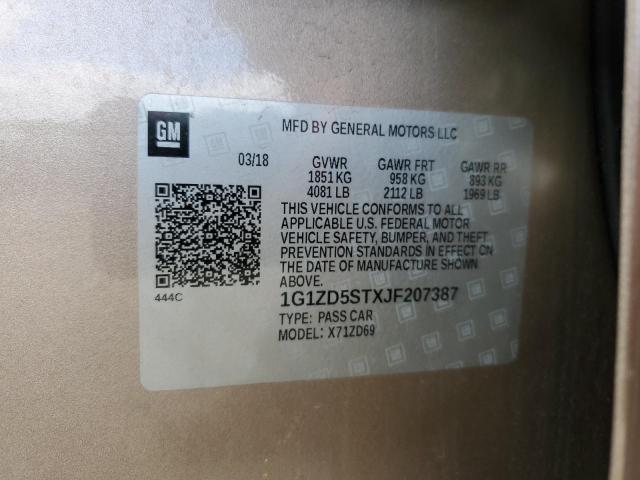 GM
MFD BY GENERAL MOTORS LLC
03/18 GVWR GAWR FRT GAWR RR
1851 KG 958 KG 893 KG
4081 LB 2112 LB 1969 LB
THIS VEHICLE CONFORMS TO ALL
APPLICABLE U.S. FEDERAL MOTOR
VEHICLE SAFETY, BUMPER, AND THEFT
PREVENTION STANDARDS IN EFFECT
ON THE DATE OF MANUFACTURE SHOWN
ABOVE.
444C
1G1ZD5STXJF207387
TYPE: PASS CAR
MODEL: X71ZD69